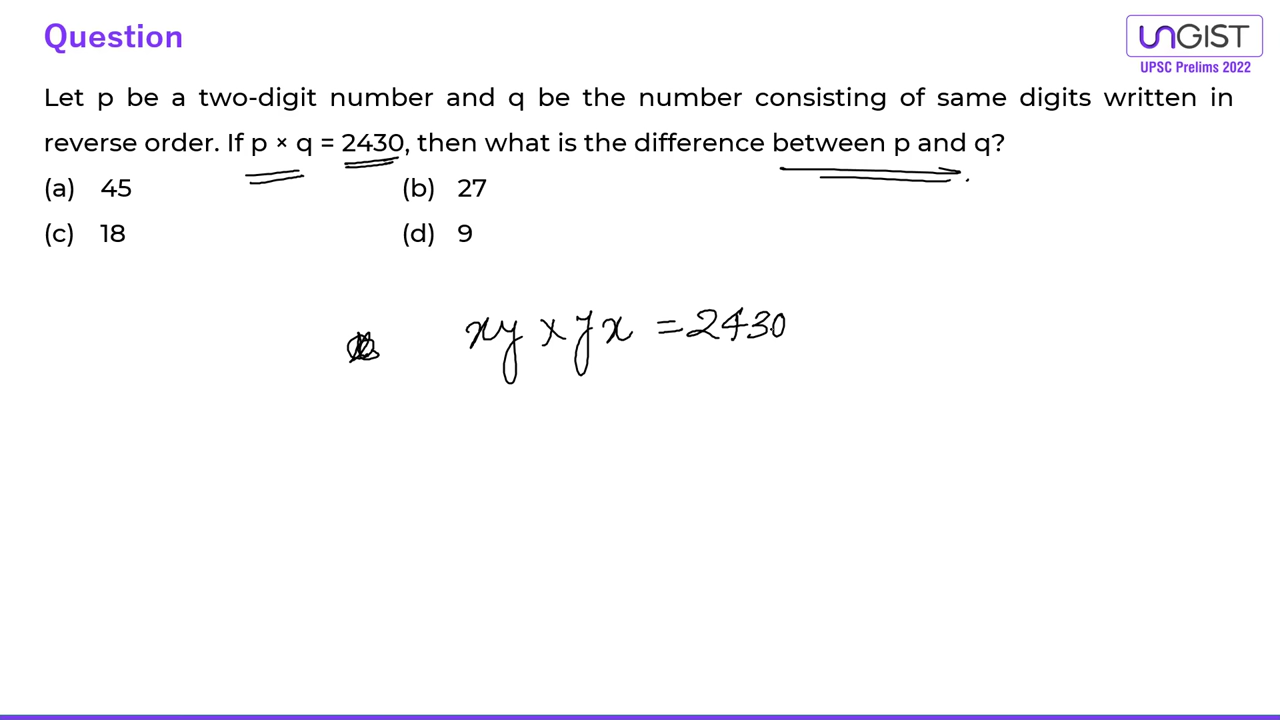 Question
UNGIST
UPSC Prelims 2022
Let p be a two-digit number and q be the number consisting of same digits written in
reverse order. If p × q = 2430, then what is the difference between p and q?
(a) 45 (b) 27
(c) 18 (d) 9
xy × yx = 2430